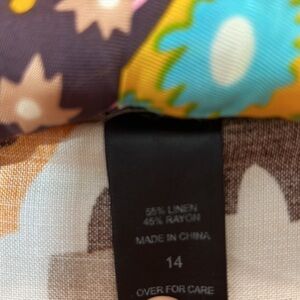 55% LINEN
45% RAYON
MADE IN CHINA
14
OVER FOR CARE